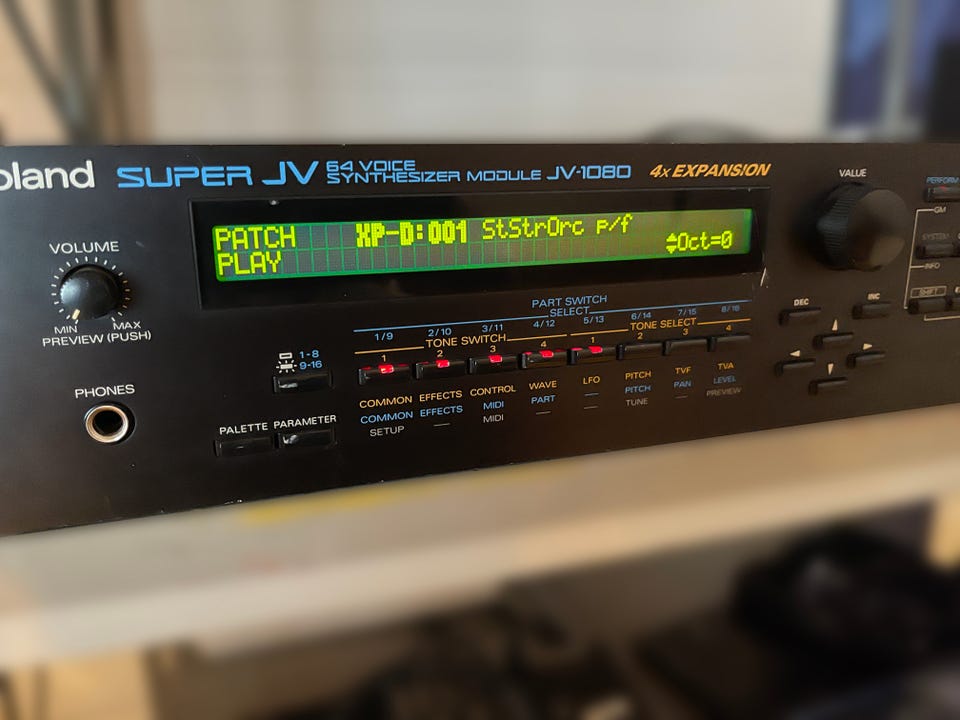 oland SUPER JV 64 VOICE SYNTHESIZER MODULE JV-1080 4x EXPANSION
PATCH XP-D:001 StStrOrc p/f
PLAY Oct=0
VOLUME
MIN MAX
PREVIEW (PUSH)
PHONES
1-8
9-16
PALETTE PARAMETER
PART SWITCH
SELECT
1/9 2/10 3/11 4/12 5/13 6/14 7/15 8/16
TONE SWITCH TONE SELECT
1 2 3 4 1 2 3 4
COMMON EFFECTS CONTROL WAVE LFO PITCH TVF TVA
COMMON EFFECTS MIDI PART — PITCH PAN LEVEL
SETUP — MIDI — — TUNE — PREVIEW
VALUE
DEC INC
PERFORM
GM
SYSTEM
INFO
SHIFT